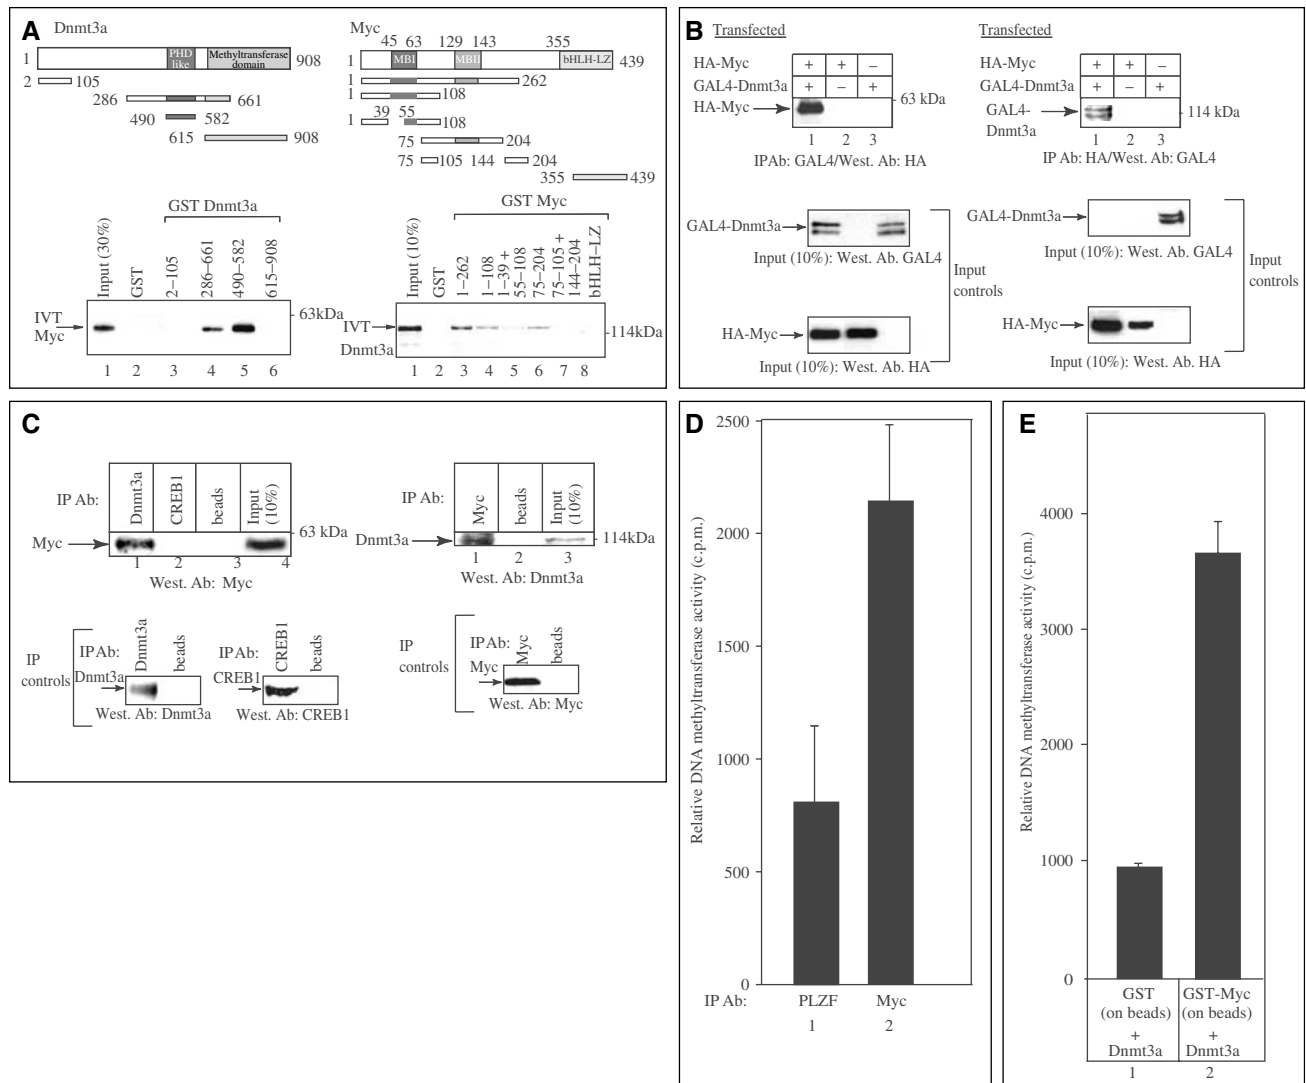 A
Dnmt3a
1
PHD
like
Methyltransferase
domain
908
2
105
286
661
490
582
615
908
Myc
45
63
129
143
355
1
MBI
MBII
bHLH-LZ
439
1
262
1
108
1
39
55
108
75
204
75
105
144
204
355
439
GST Dnmt3a
Input (30%)
GST
2–105
286–661
490–582
615–908
IVT
Myc
63kDa
1 2 3 4 5 6
GST Myc
Input (10%)
GST
1–262
1–108
1–39 +
55–108
75–204
75–105 +
144–204
bHLH–LZ
IVT
Dnmt3a
114kDa
1 2 3 4 5 6 7 8
B
Transfected
HA-Myc + + –
GAL4-Dnmt3a + – +
HA-Myc
63 kDa
1 2 3
IPAb: GAL4/West. Ab: HA
GAL4-Dnmt3a
Input (10%): West. Ab. GAL4
HA-Myc
Input (10%): West. Ab. HA
Input
controls
Transfected
HA-Myc + + –
GAL4-Dnmt3a + – +
GAL4-
Dnmt3a
114 kDa
1 2 3
IP Ab: HA/West. Ab: GAL4
GAL4-Dnmt3a
Input (10%): West. Ab. GAL4
HA-Myc
Input (10%): West. Ab. HA
Input
controls
C
IP Ab:
Dnmt3a
CREB1
beads
Input
(10%)
Myc
63 kDa
1 2 3 4
West. Ab: Myc
IP Ab:
Myc
beads
Input
(10%)
Dnmt3a
114kDa
1 2 3
West. Ab: Dnmt3a
IP
controls
IPAb:
Dnmt3a
beads
Dnmt3a
West. Ab: Dnmt3a
IPAb:
CREB1
beads
CREB1
West. Ab: CREB1
IP
controls
IPAb:
Myc
beads
Myc
West. Ab: Myc
D
Relative DNA methyltransferase activity (c.p.m.)
2500
2000
1500
1000
500
0
IP Ab: PLZF Myc
1 2
E
Relative DNA methyltransferase activity (c.p.m.)
4000
3000
2000
1000
0
GST
(on beads)
+
Dnmt3a
1
GST-Myc
(on beads)
+
Dnmt3a
2